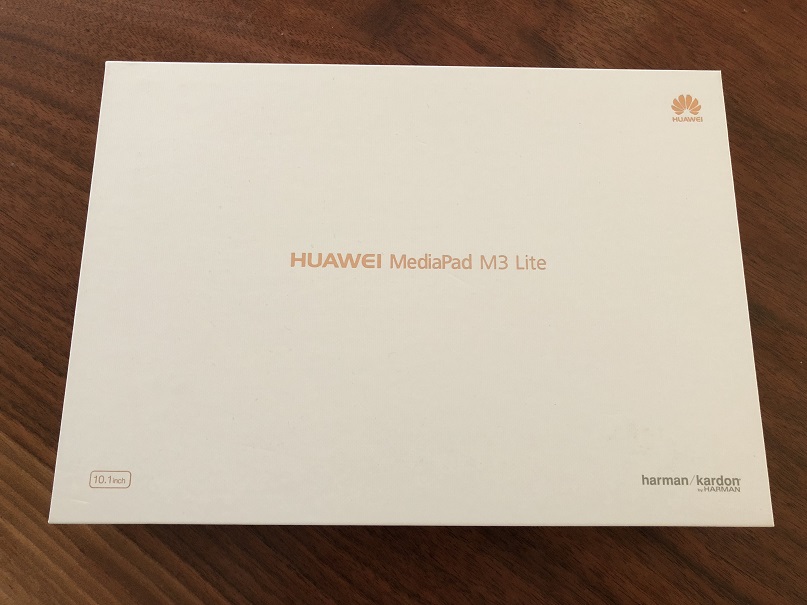 HUAWEI
HUAWEI MediaPad M3 Lite
10.1inch
harman/kardon
by HARMAN